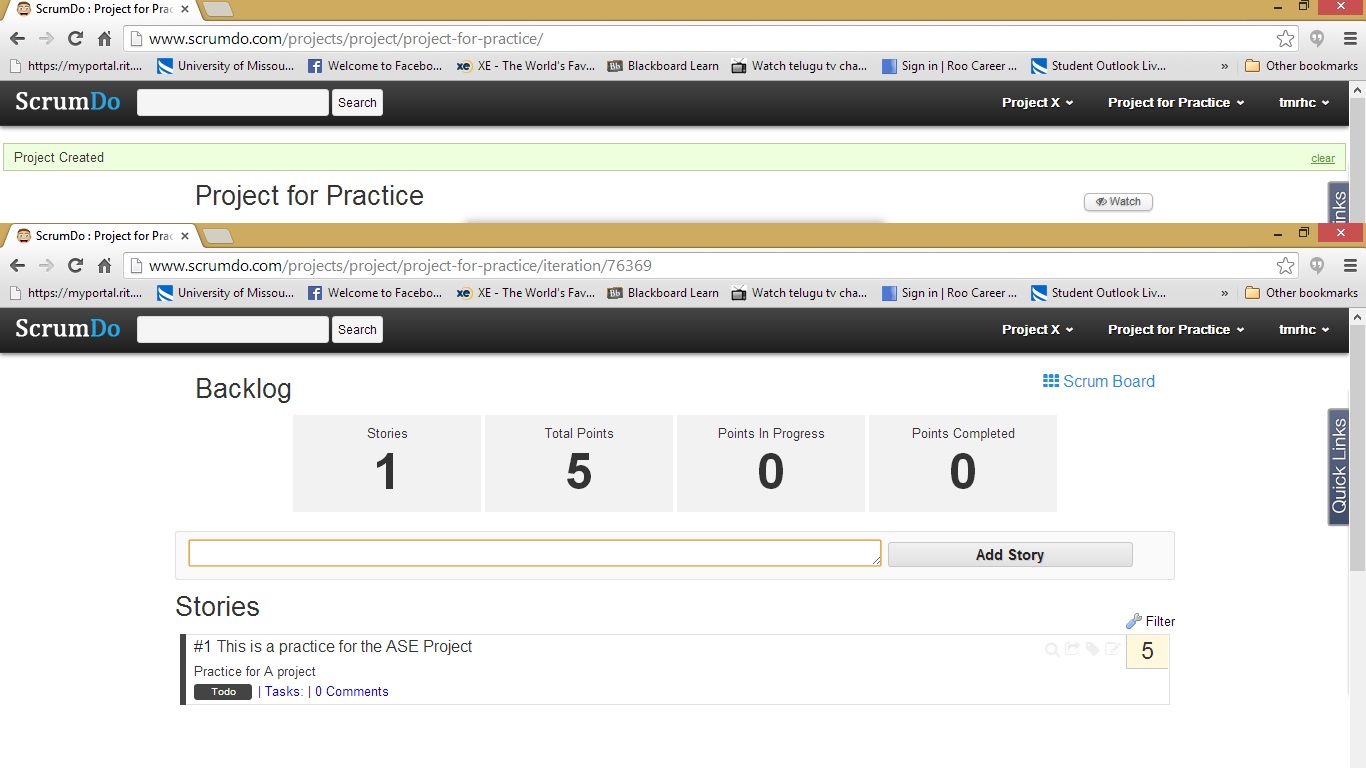 ScrumDo : Project for Prac
www.scrumdo.com/projects/project/project-for-practice/
https://myportal.rit.... University of Missou... Welcome to Facebo... XE - The World's Fav... Bb Blackboard Learn Watch telugu tv cha... Sign in | Roo Career ... Student Outlook Liv... » Other bookmarks
ScrumDo Search Project X Project for Practice tmrhc
Project Created clear
Project for Practice Watch
inks
ScrumDo : Project for Prac
www.scrumdo.com/projects/project/project-for-practice/iteration/76369
https://myportal.rit.... University of Missou... Welcome to Facebo... XE - The World's Fav... Bb Blackboard Learn Watch telugu tv cha... Sign in | Roo Career ... Student Outlook Liv... » Other bookmarks
ScrumDo Search Project X Project for Practice tmrhc
Backlog Scrum Board
Stories Total Points Points In Progress Points Completed
1 5 0 0
Quick Links
Add Story
Stories
Filter
#1 This is a practice for the ASE Project 5
Practice for A project
Todo | Tasks: | 0 Comments